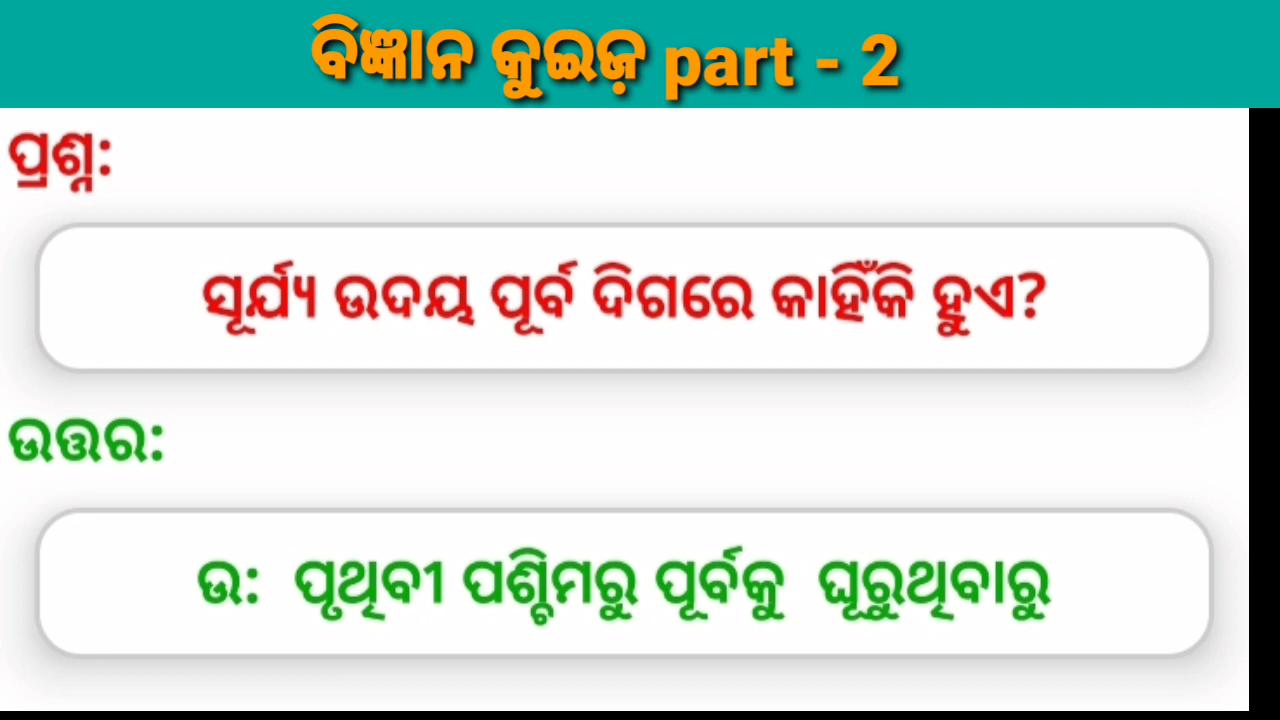 ବିଜ୍ଞାନ କୁଇଜ଼ part - 2
ପ୍ରଶ୍ନ:
ସୂର୍ଯ୍ୟ ଉଦୟ ପୂର୍ବ ଦିଗରେ କାହିଁକି ହୁଏ?
ଉତ୍ତର:
ଉ: ପୃଥିବୀ ପଶ୍ଚିମରୁ ପୂର୍ବକୁ ଘୂରୁଥିବାରୁ